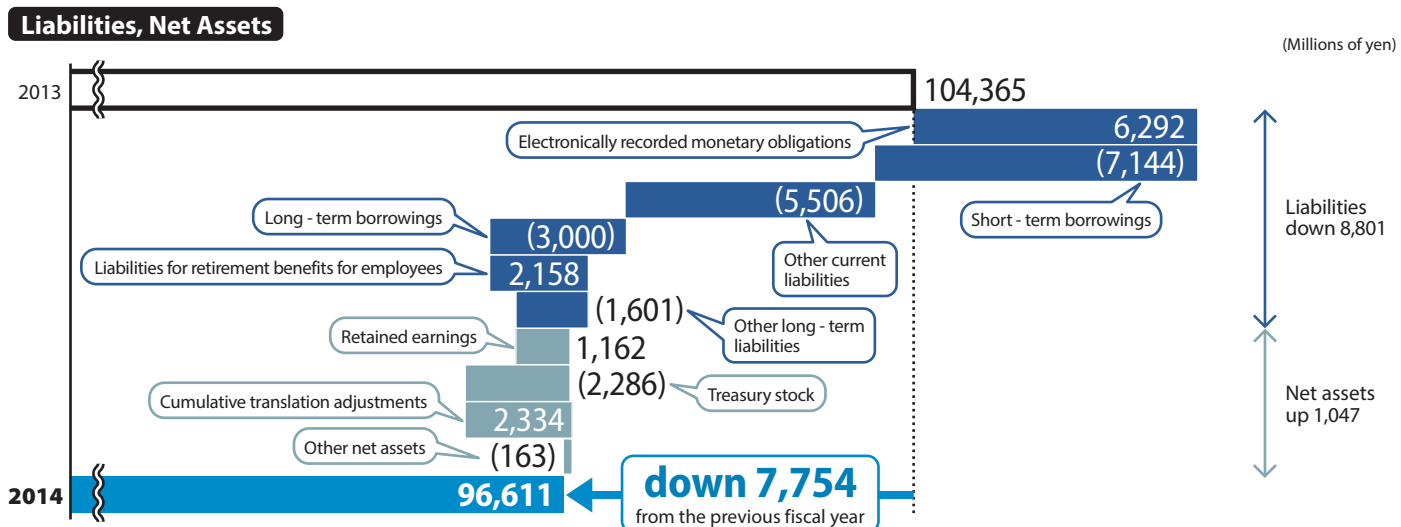 Liabilities, Net Assets
(Millions of yen)
2013
104,365
Electronically recorded monetary obligations
6,292
(7,144)
Short - term borrowings
(5,506)
Other current
liabilities
Long - term borrowings
(3,000)
Liabilities for retirement benefits for employees
2,158
(1,601)
Other long - term
liabilities
Liabilities
down 8,801
Retained earnings
1,162
(2,286)
Treasury stock
Cumulative translation adjustments
2,334
Other net assets
(163)
Net assets
up 1,047
2014
96,611
down 7,754
from the previous fiscal year